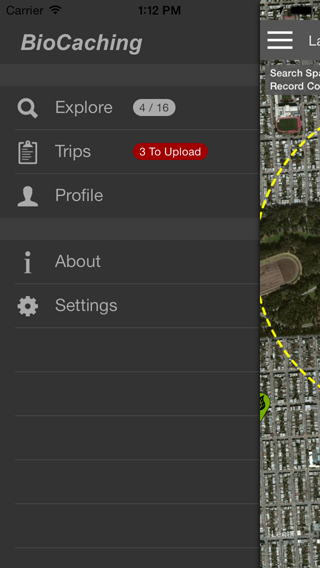 Carrier 1:12 PM
BioCaching
La
Search Spa
Record Co
Explore 4 / 16
Trips 3 To Upload
Profile
About
Settings
Legal